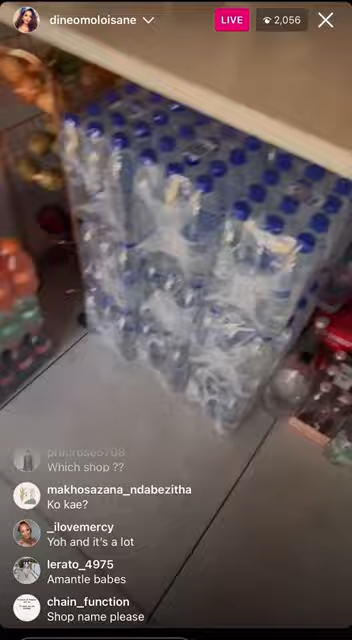 dineomoloisane
LIVE
2,056
Which shop ??
makhosazana_ndabezitha
Ko kae?
_ilovemercy
Yoh and it's a lot
lerato_4975
Amantle babes
chain_function
Shop name please